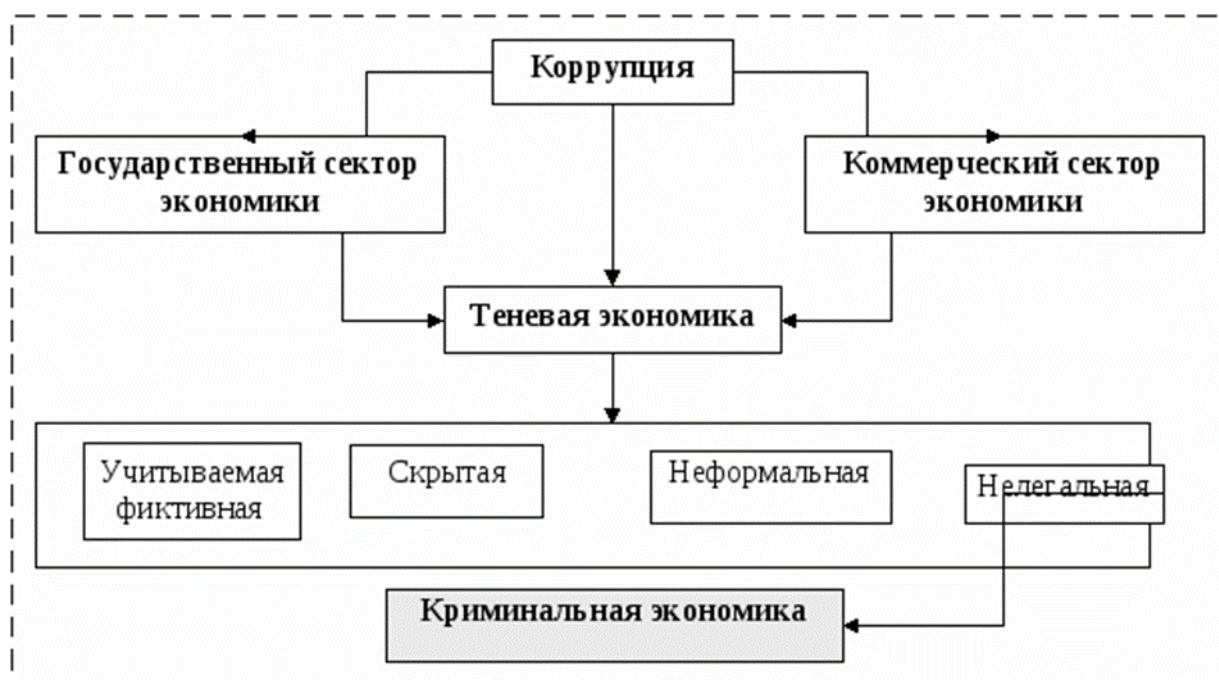 Коррупция
Государственный сектор
экономики
Коммерческий сектор
экономики
Теневая экономика
Учитываемая
фиктивная
Скрытая
Неформальная
Нелегальная
Криминальная экономика